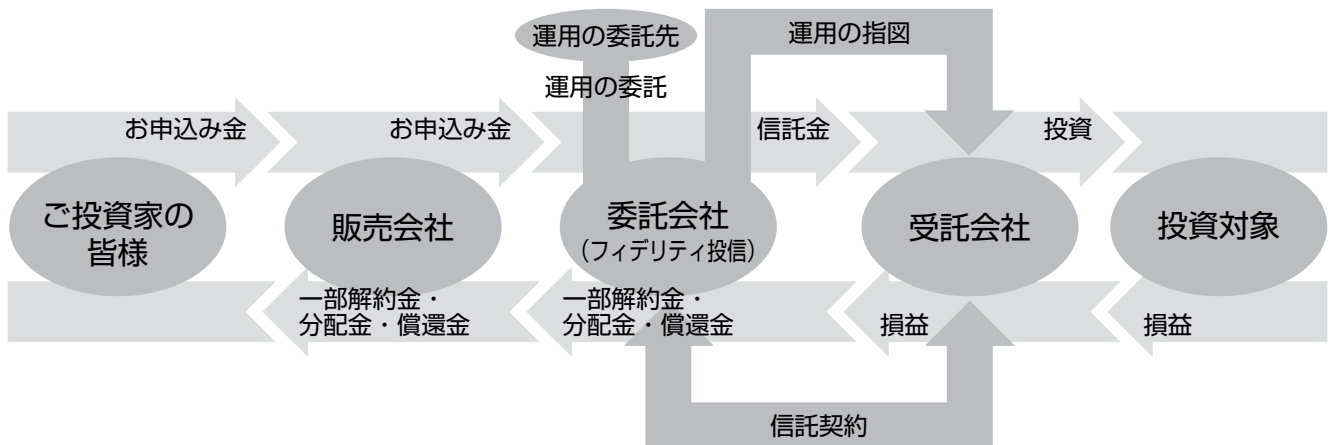 運用の委託先
運用の指図
運用の委託
お申込み金
お申込み金
信託金
投資
ご投資家の
皆様
販売会社
委託会社
（フィデリティ投信）
受託会社
投資対象
一部解約金・
分配金・償還金
一部解約金・
分配金・償還金
損益
損益
信託契約